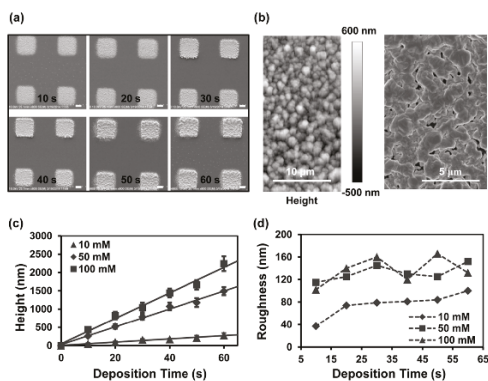 (a)
10 s
20 s
30 s
40 s
50 s
60 s
(b)
600 nm
-500 nm
10 μm
Height
5 μm
(c)
10 mM
50 mM
100 mM
Height (nm)
3000
2500
2000
1500
1000
500
0
0 20 40 60
Deposition Time (s)
(d)
Roughness (nm)
200
160
120
80
40
0
5 15 25 35 45 55 65
10 mM
50 mM
100 mM
Deposition Time (s)